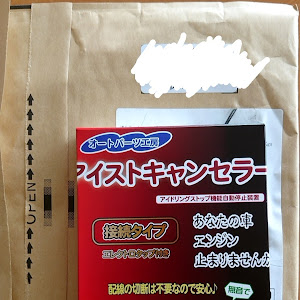 OPEN
オートパーツ工房
アイストキャンセラー
アイドリングストップ機能自動停止装置
接続タイプ
エレクトロタップ付き
あなたの車
エンジン
止まりませんか
配線の切断は不要なので安心♪